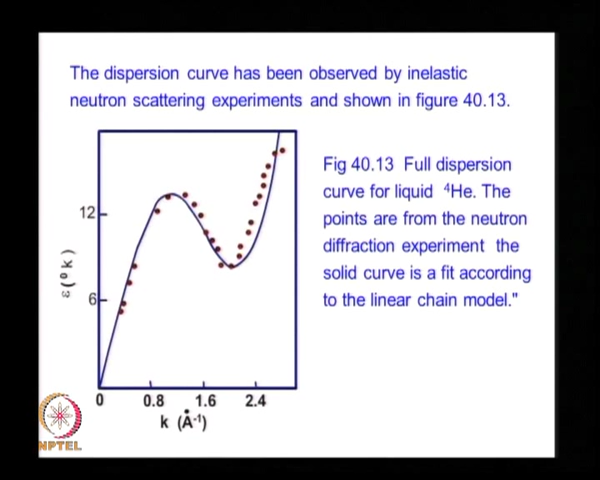 The dispersion curve has been observed by inelastic
neutron scattering experiments and shown in figure 40.13.
Fig 40.13 Full dispersion
curve for liquid ⁴He. The
points are from the neutron
diffraction experiment the
solid curve is a fit according
to the linear chain model."
12
6
ε(⁰k)
0 0.8 1.6 2.4
k (Å⁻¹)
NPTEL